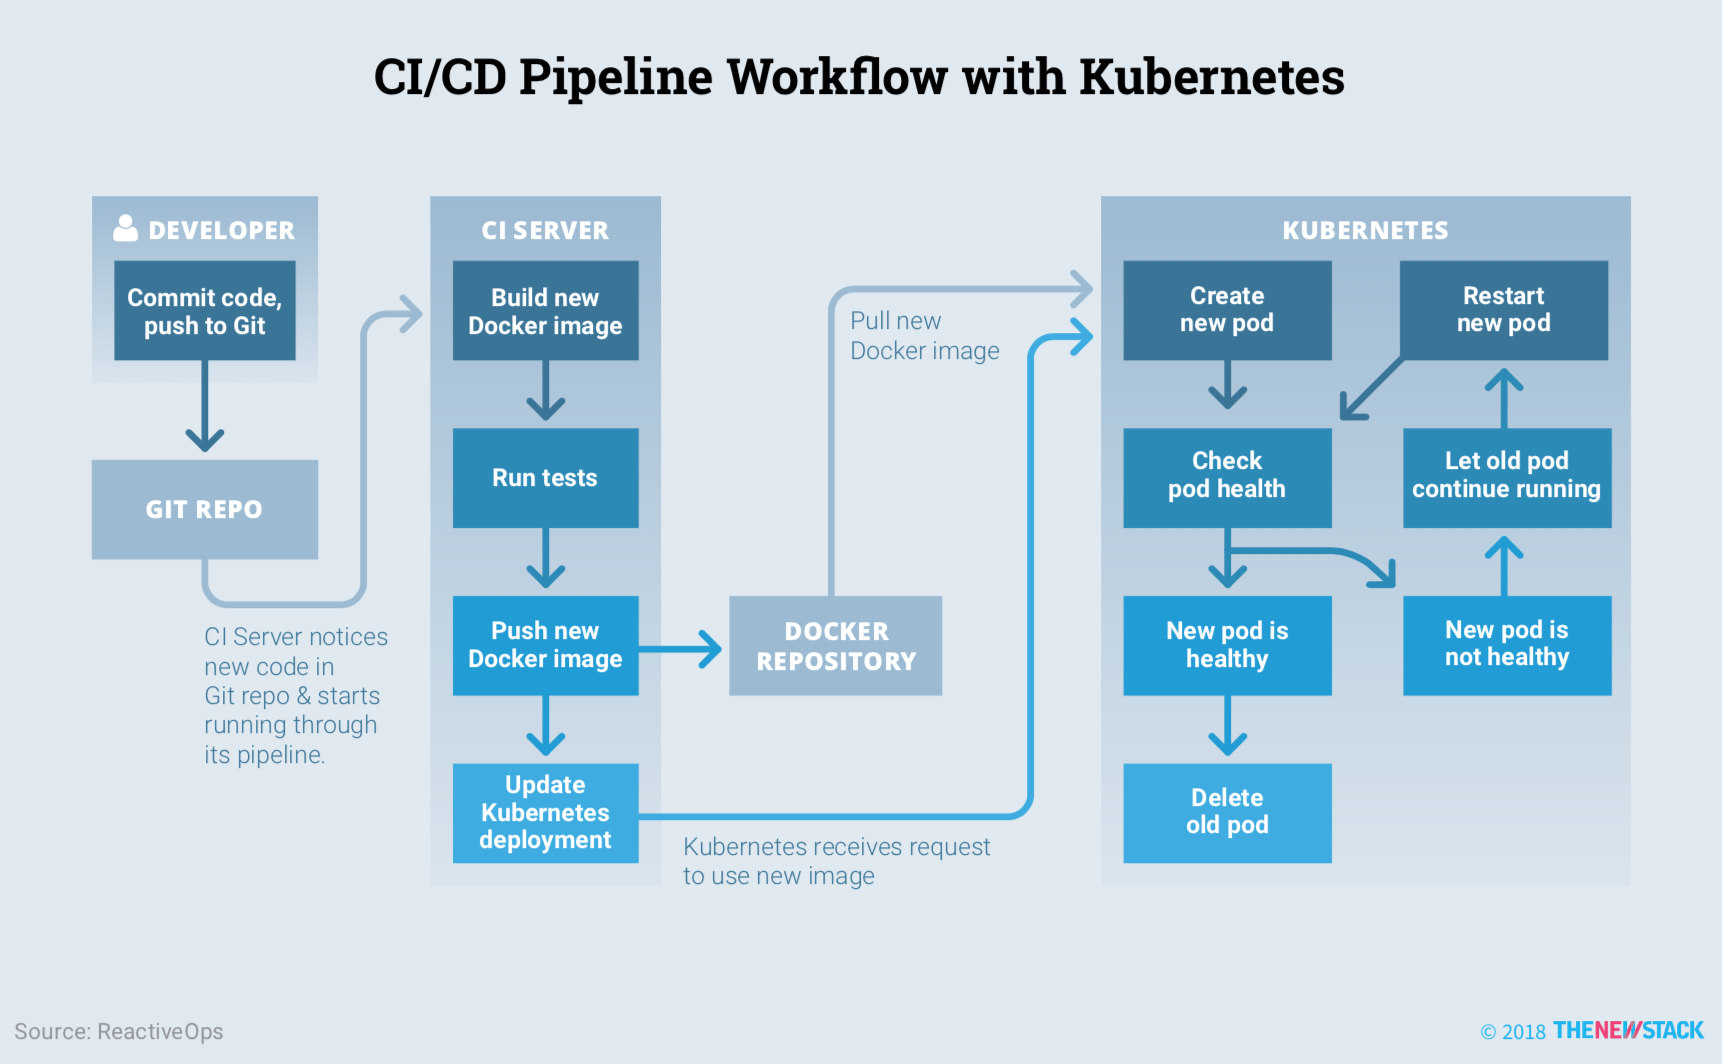 CI/CD Pipeline Workflow with Kubernetes
DEVELOPER
Commit code,
push to Git
GIT REPO
CI Server notices
new code in
Git repo & starts
running through
its pipeline.
CI SERVER
Build new
Docker image
Run tests
Push new
Docker image
Update
Kubernetes
deployment
DOCKER
REPOSITORY
Pull new
Docker image
Kubernetes receives request
to use new image
KUBERNETES
Create
new pod
Restart
new pod
Check
pod health
Let old pod
continue running
New pod is
healthy
New pod is
not healthy
Delete
old pod
Source: ReactiveOps
© 2018 THENEWSTACK